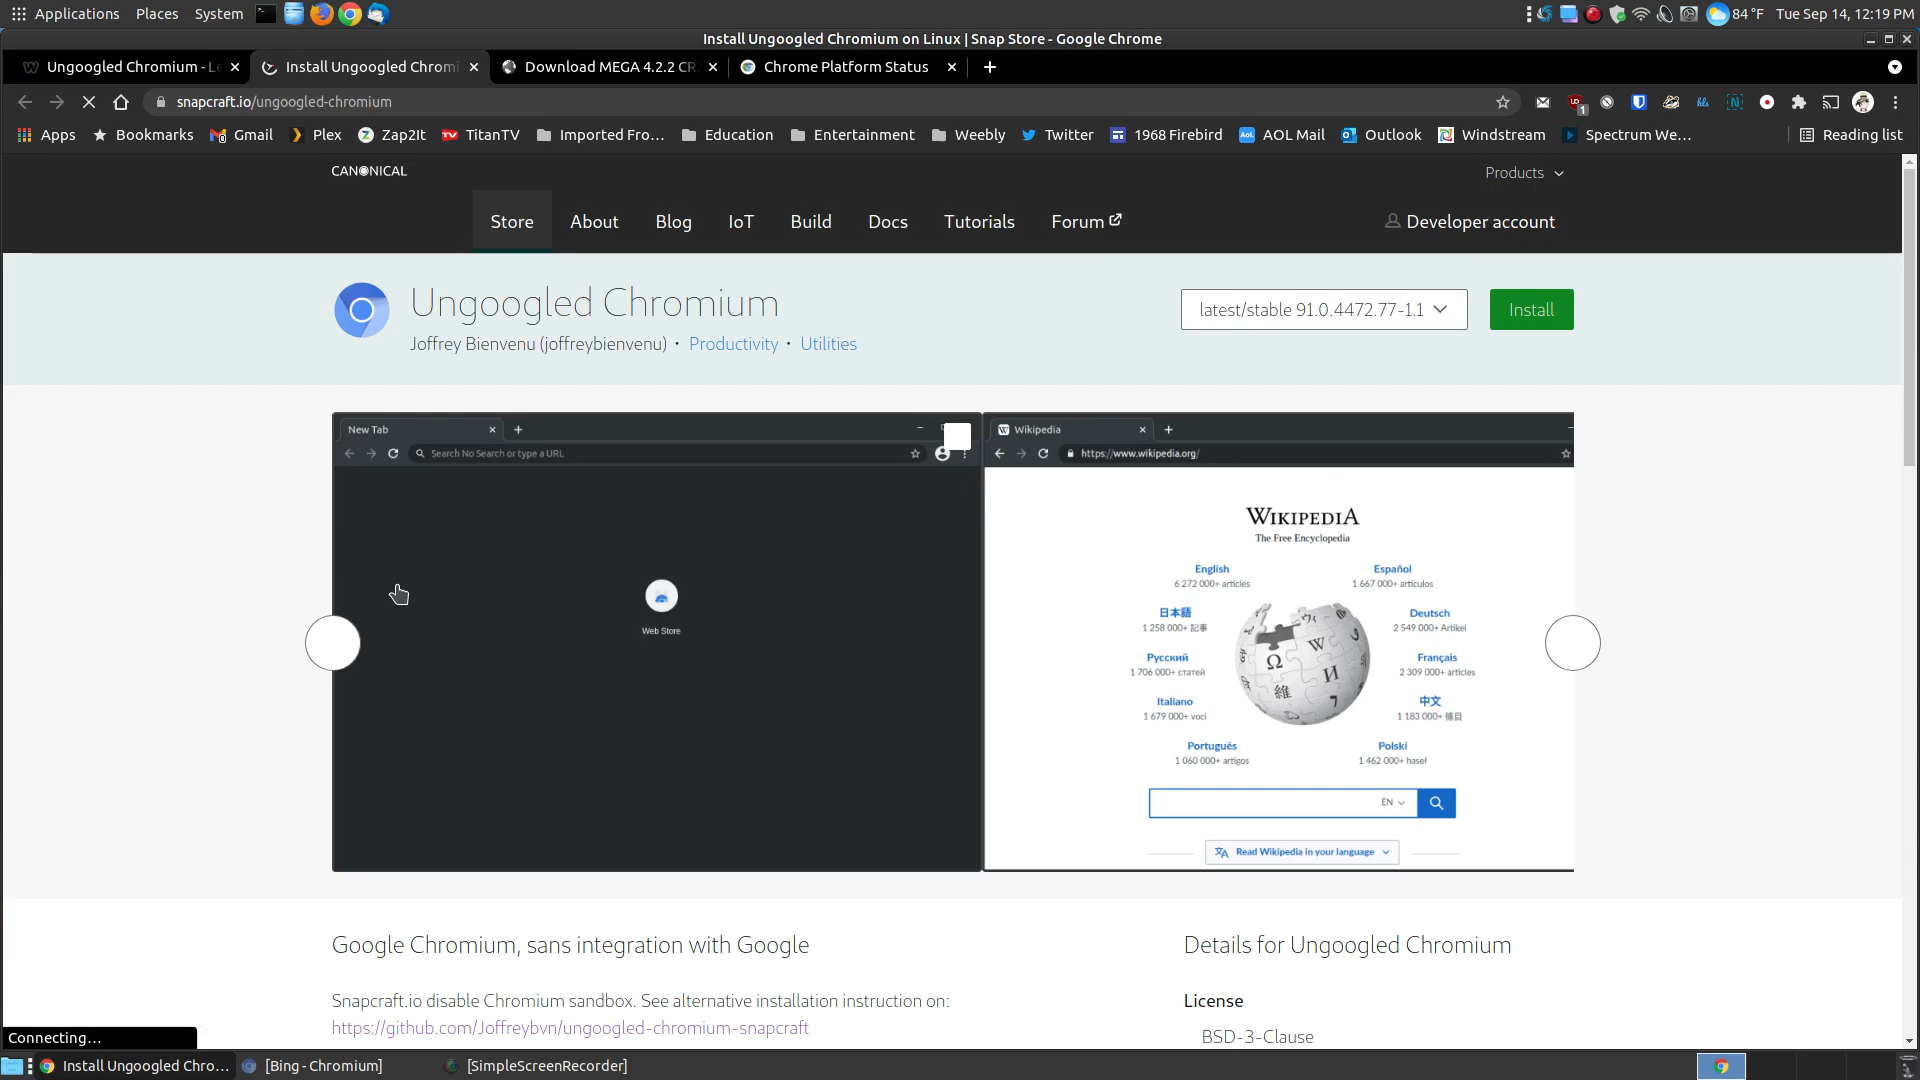 Applications Places System 84 °F Tue Sep 14, 12:19 PM
Install Ungoogled Chromium on Linux | Snap Store - Google Chrome
Ungoogled Chromium - Le Install Ungoogled Chromi Download MEGA 4.2.2 CR Chrome Platform Status
snapcraft.io/ungoogled-chromium
Apps Bookmarks Gmail Plex Zap2It TitanTV Imported Fro... Education Entertainment Weebly Twitter 1968 Firebird AOL Mail Outlook Windstream Spectrum We... Reading list
CANONICAL Products
Store About Blog IoT Build Docs Tutorials Forum Developer account
Ungoogled Chromium
latest/stable 91.0.4472.77-1.1 Install
Joffrey Bienvenu (joffreybienvenu) • Productivity • Utilities
New Tab
Search No Search or type a URL
Web Store
Wikipedia
https://www.wikipedia.org/
WIKIPEDIA
The Free Encyclopedia
English Español
6 272 000+ articles 1 667 000+ artículos
日本語 Deutsch
1 258 000+ 記事 2 549 000+ Artikel
Русский Français
1 706 000+ статей 2 309 000+ articles
Italiano 中文
1 679 000+ voci 1 183 000+ 條目
Português Polski
1 060 000+ artigos 1 462 000+ haseł
EN
Read Wikipedia in your language
Google Chromium, sans integration with Google
Details for Ungoogled Chromium
Snapcraft.io disable Chromium sandbox. See alternative installation instruction on:
https://github.com/Joffreybvn/ungoogled-chromium-snapcraft
License
BSD-3-Clause
Connecting...
Install Ungoogled Chro... [Bing - Chromium] [SimpleScreenRecorder]